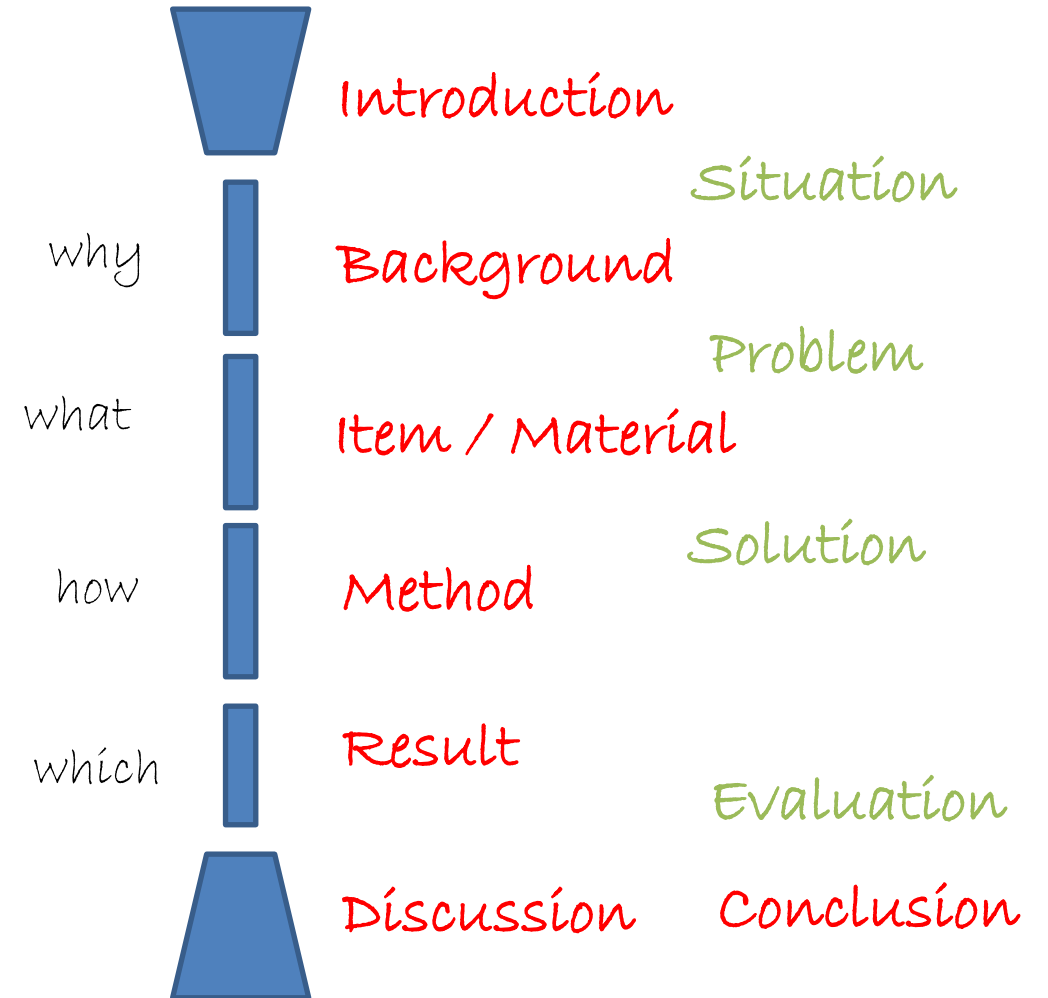 Introduction
Situation
why
Background
Problem
what
Item / Material
Solution
how
Method
Result
which
Evaluation
Discussion
Conclusion